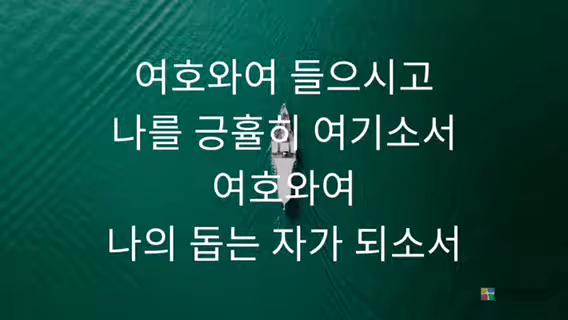 여호와여 들으시고
나를 긍휼히 여기소서
여호와여
나의 돕는 자가 되소서